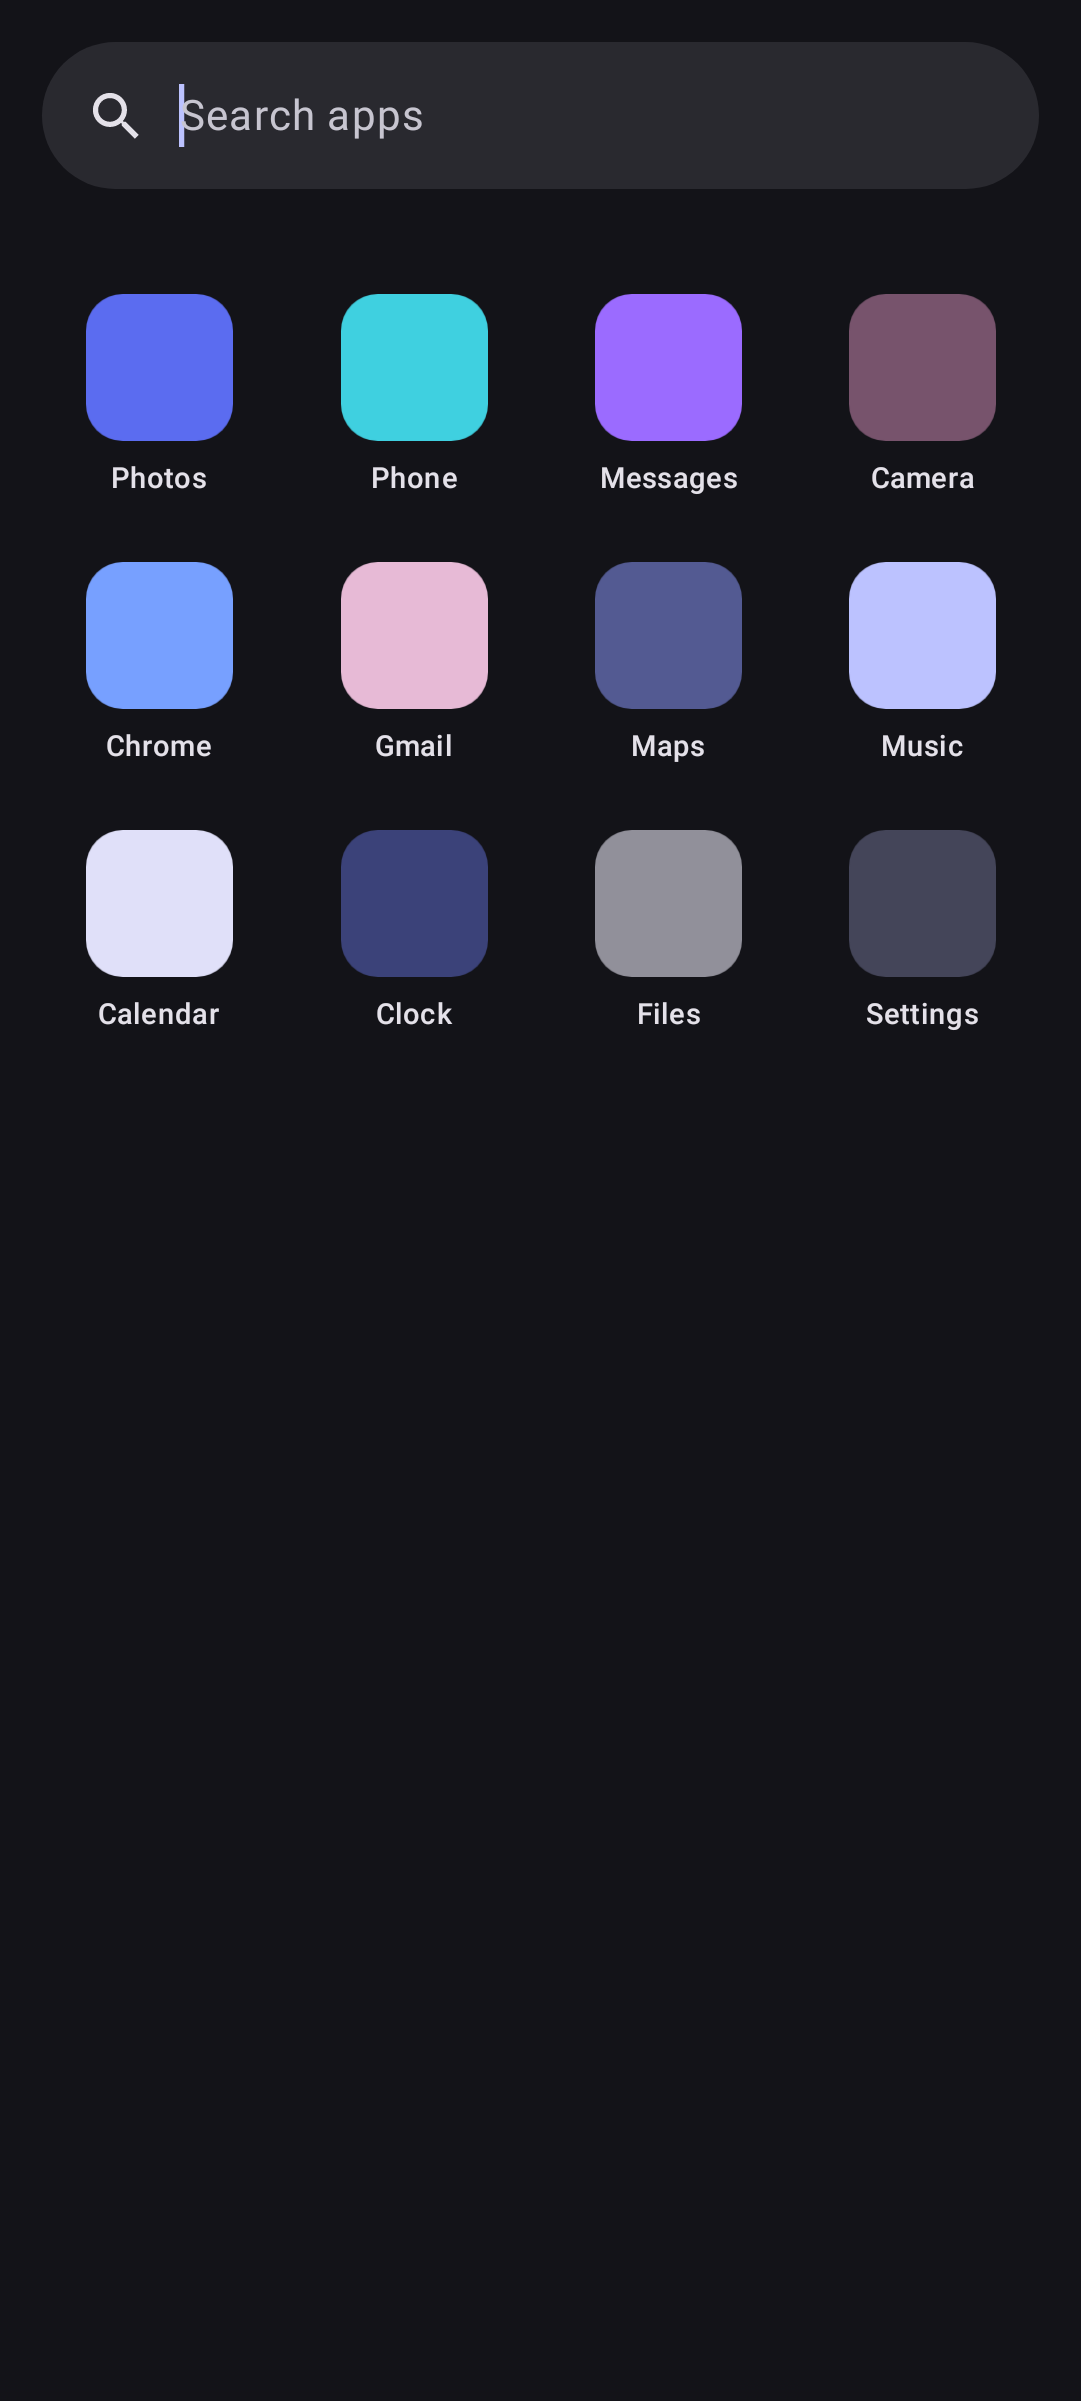 Search apps
Photos
Phone
Messages
Camera
Chrome
Gmail
Maps
Music
Calendar
Clock
Files
Settings